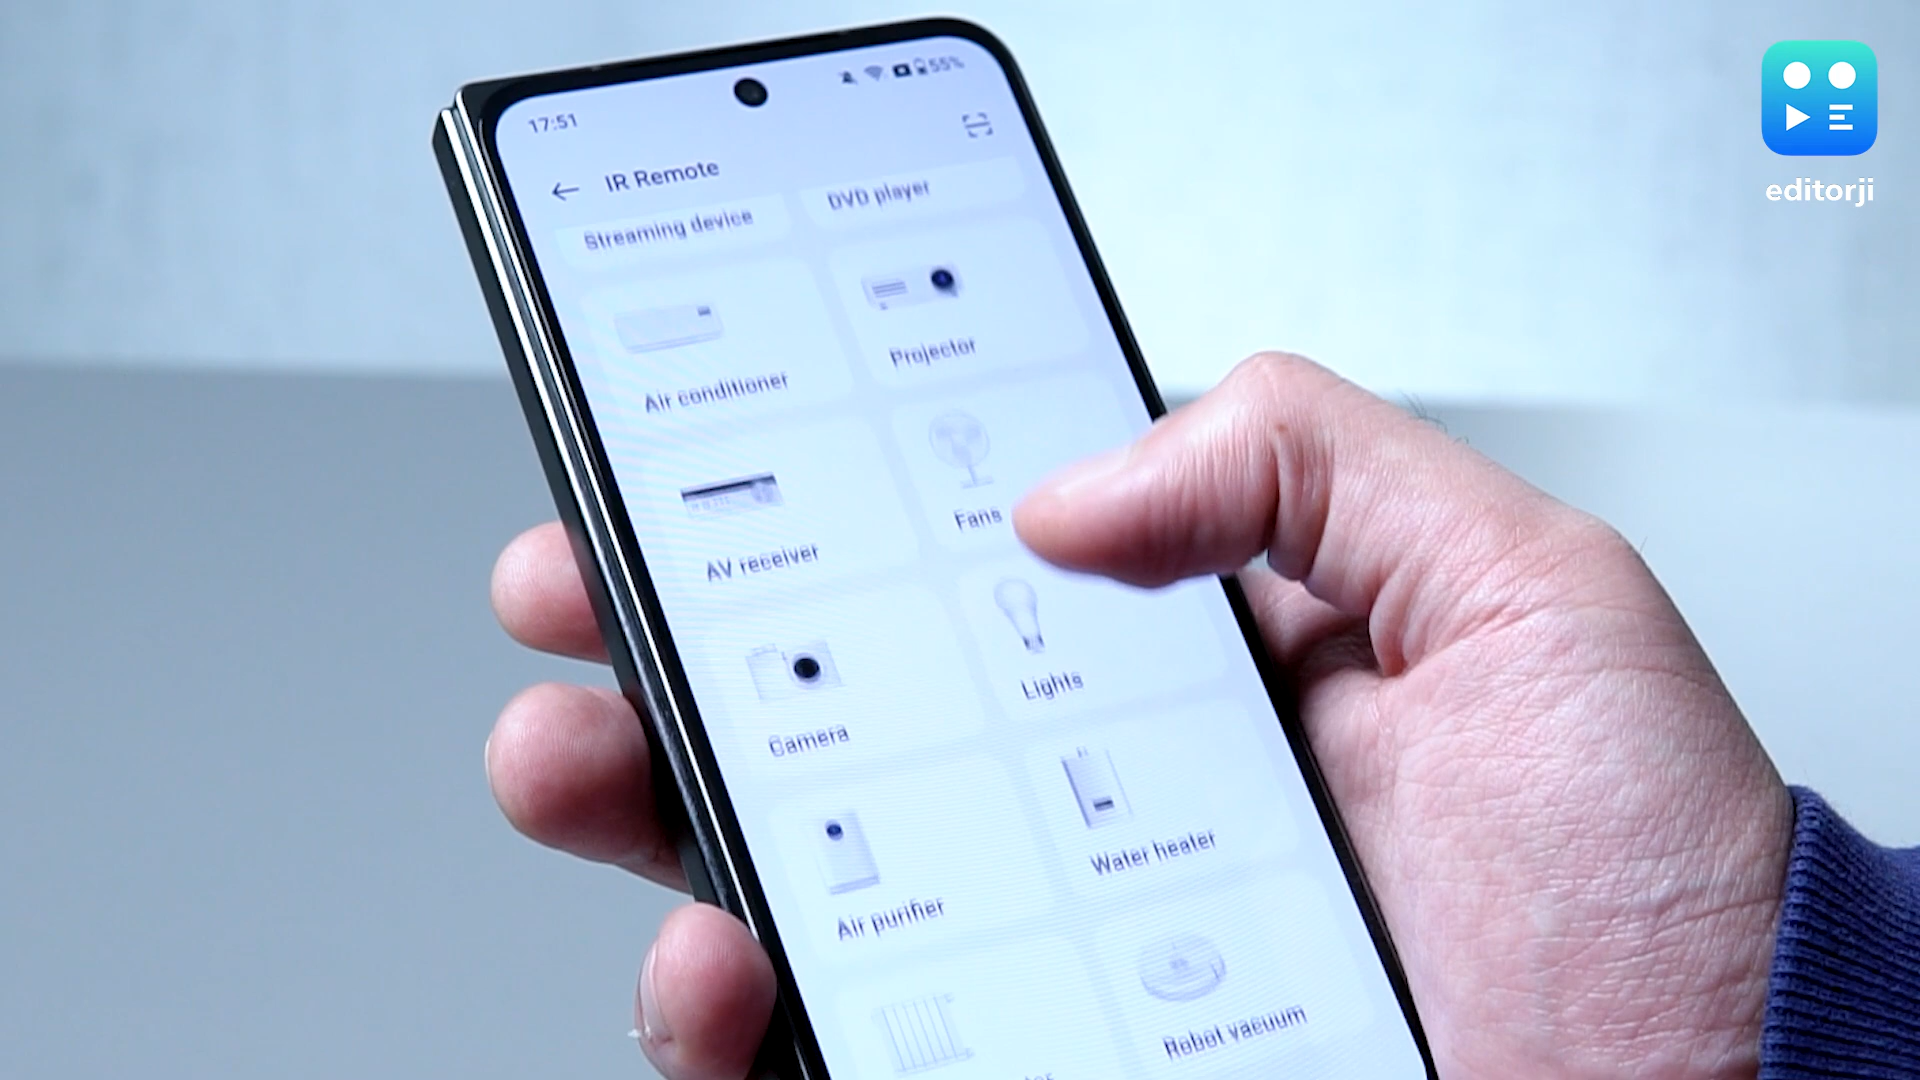 17:51
55%
IR Remote
Streaming device
DVD player
Air conditioner
Projector
AV receiver
Fans
Camera
Lights
Air purifier
Water heater
Robot vacuum
editorji